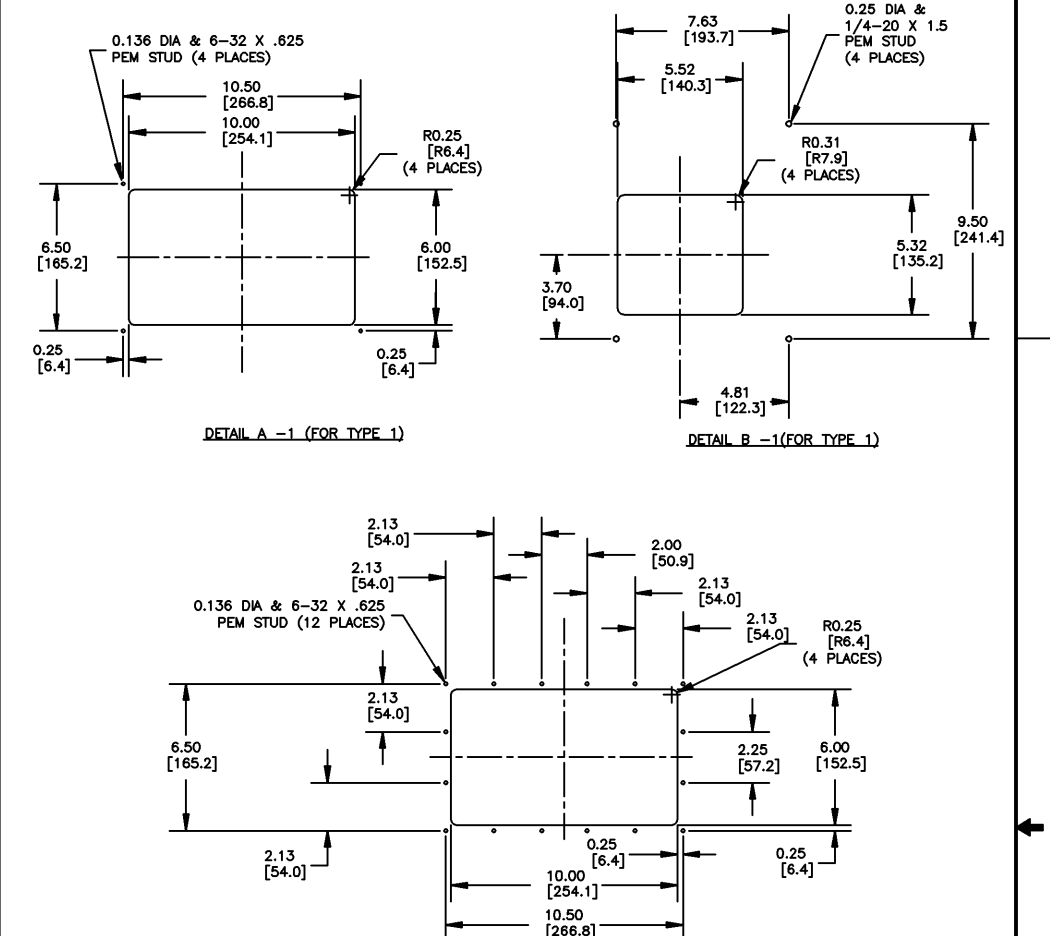 0.136 DIA & 6-32 X .625
PEM STUD (4 PLACES)
10.50
[266.8]
10.00
[254.1]
R0.25
[R6.4]
(4 PLACES)
6.50
[165.2]
6.00
[152.5]
0.25
[6.4]
0.25
[6.4]
DETAIL A -1 (FOR TYPE 1)
7.63
[193.7]
0.25 DIA &
1/4-20 X 1.5
PEM STUD
(4 PLACES)
5.52
[140.3]
R0.31
[R7.9]
(4 PLACES)
9.50
[241.4]
5.32
[135.2]
3.70
[94.0]
4.81
[122.3]
DETAIL B -1(FOR TYPE 1)
2.13
[54.0]
2.00
[50.9]
2.13
[54.0]
2.13
[54.0]
0.136 DIA & 6-32 X .625
PEM STUD (12 PLACES)
2.13
[54.0]
R0.25
[R6.4]
(4 PLACES)
2.13
[54.0]
6.50
[165.2]
2.25
[57.2]
6.00
[152.5]
2.13
[54.0]
0.25
[6.4]
0.25
[6.4]
10.00
[254.1]
10.50
[266.8]